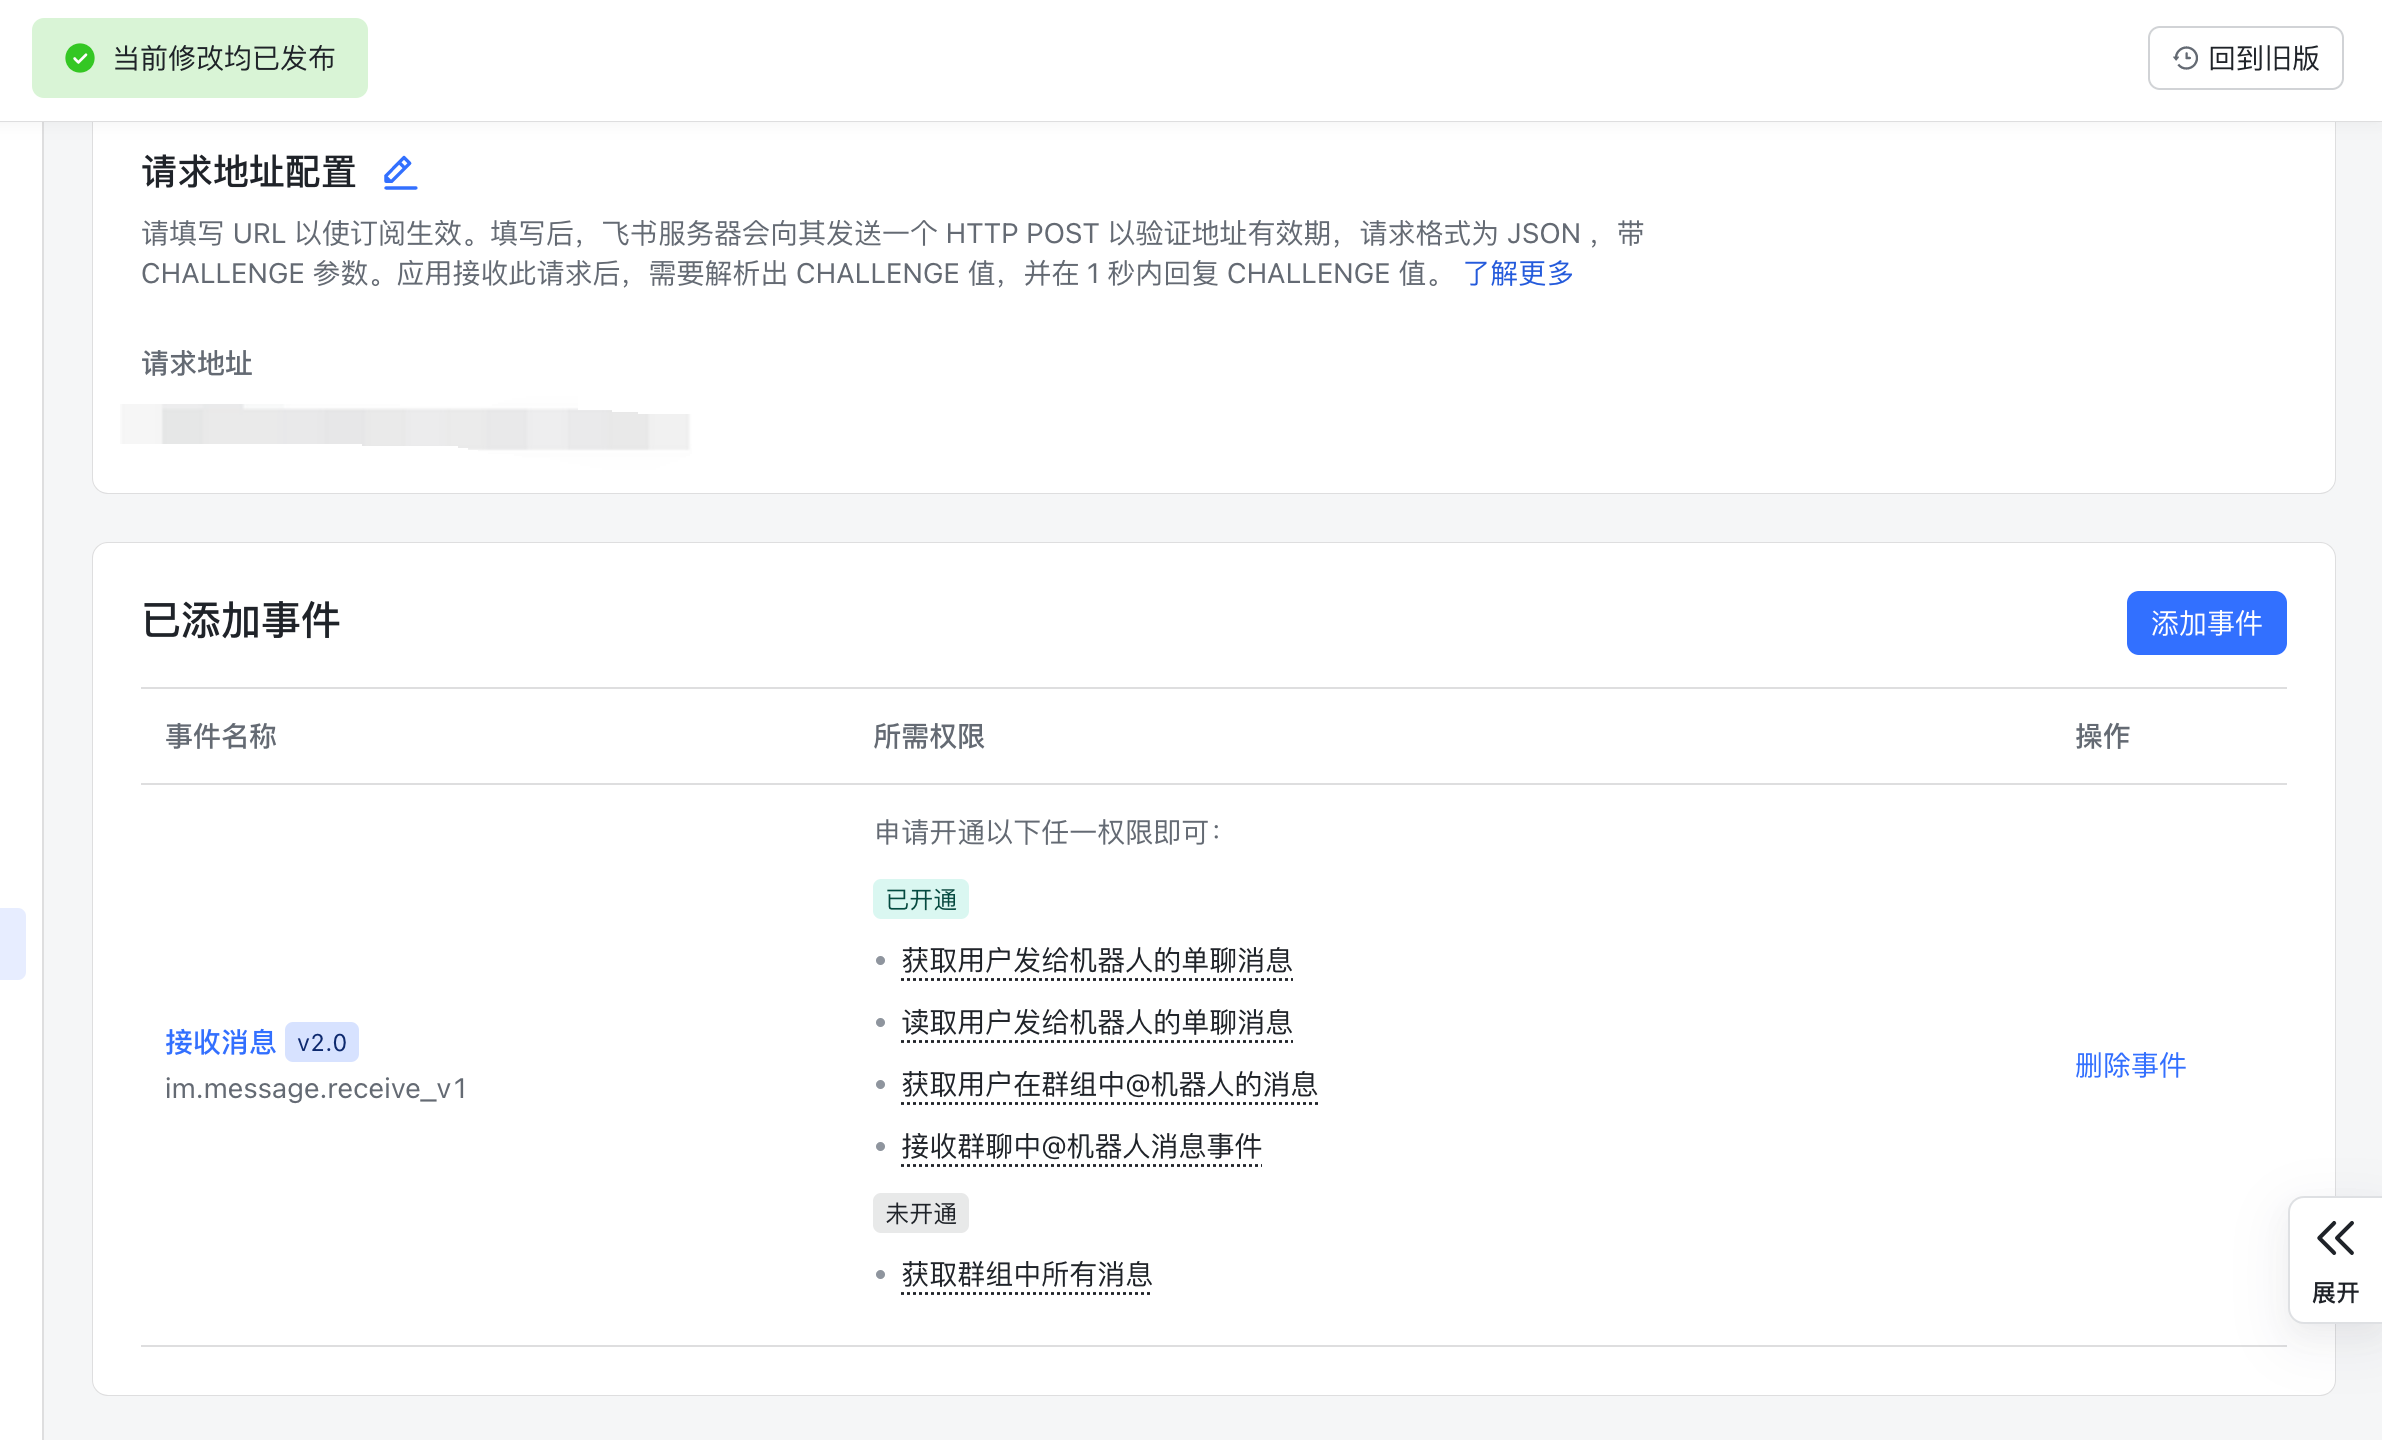 当前修改均已发布
回到旧版
请求地址配置
请填写 URL 以使订阅生效。填写后，飞书服务器会向其发送一个 HTTP POST 以验证地址有效期，请求格式为 JSON ，带
CHALLENGE 参数。应用接收此请求后，需要解析出 CHALLENGE 值，并在 1 秒内回复 CHALLENGE 值。 了解更多
请求地址
已添加事件
添加事件
事件名称
所需权限
操作
申请开通以下任一权限即可：
已开通
获取用户发给机器人的单聊消息
读取用户发给机器人的单聊消息
获取用户在群组中@机器人的消息
接收群聊中@机器人消息事件
未开通
获取群组中所有消息
接收消息 v2.0
im.message.receive_v1
删除事件
展开